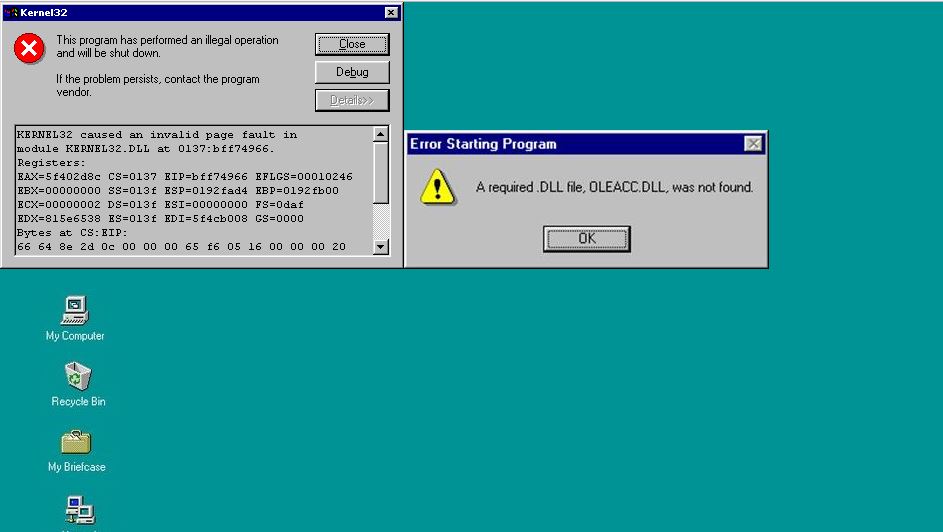 Kernel32
This program has performed an illegal operation
and will be shut down.
If the problem persists, contact the program
vendor.
Close
Debug
Details>>
KERNEL32 caused an invalid page fault in
module KERNEL32.DLL at 0137:bff74966.
Registers:
EAX=5f402d8c CS=0137 EIP=bff74966 EFLGS=00010246
EBX=00000000 SS=013f ESP=0192fad4 EBP=0192fb00
ECX=00000002 DS=013f ESI=00000000 FS=0daf
EDX=815e6538 ES=013f EDI=5f4cb008 GS=0000
Bytes at CS:EIP:
66 64 8e 2d 0c 00 00 00 65 f6 05 16 00 00 00 20
Error Starting Program
A required .DLL file, OLEACC.DLL, was not found.
OK
My Computer
Recycle Bin
My Briefcase